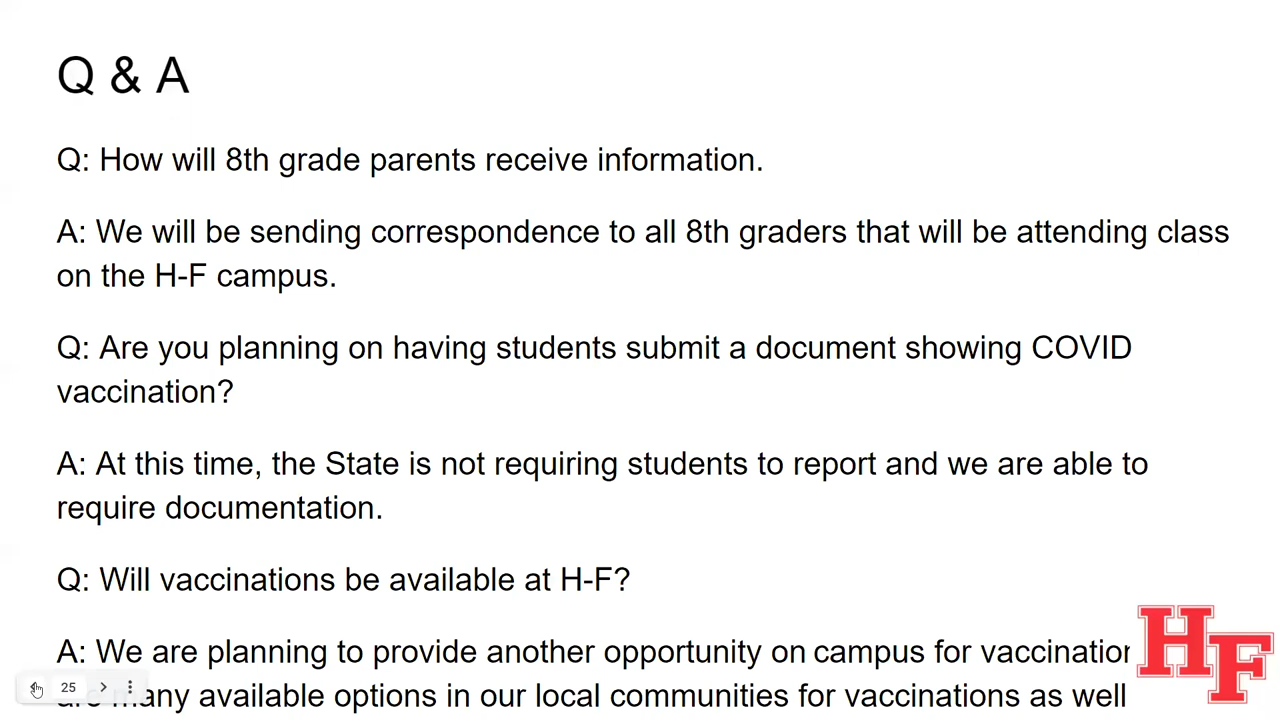 Q & A
Q: How will 8th grade parents receive information.
A: We will be sending correspondence to all 8th graders that will be attending class
on the H-F campus.
Q: Are you planning on having students submit a document showing COVID
vaccination?
A: At this time, the State is not requiring students to report and we are able to
require documentation.
Q: Will vaccinations be available at H-F?
A: We are planning to provide another opportunity on campus for
many available options in our local communities for vaccinations as well
HF
25